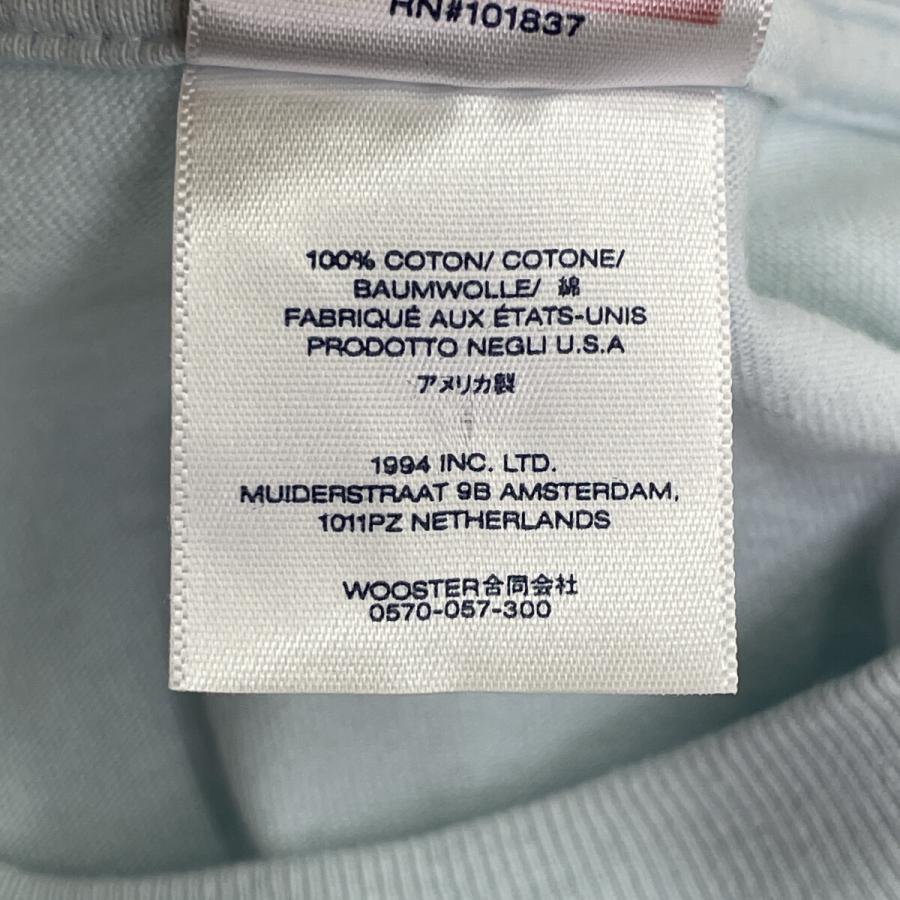 RN#101837
100% COTON/ COTONE/
BAUMWOLLE/ 綿
FABRIQUÉ AUX ÉTATS-UNIS
PRODOTTO NEGLI U.S.A
アメリカ製
1994 INC. LTD.
MUIDERSTRAAT 9B AMSTERDAM,
1011PZ NETHERLANDS
WOOSTER合同会社
0570-057-300